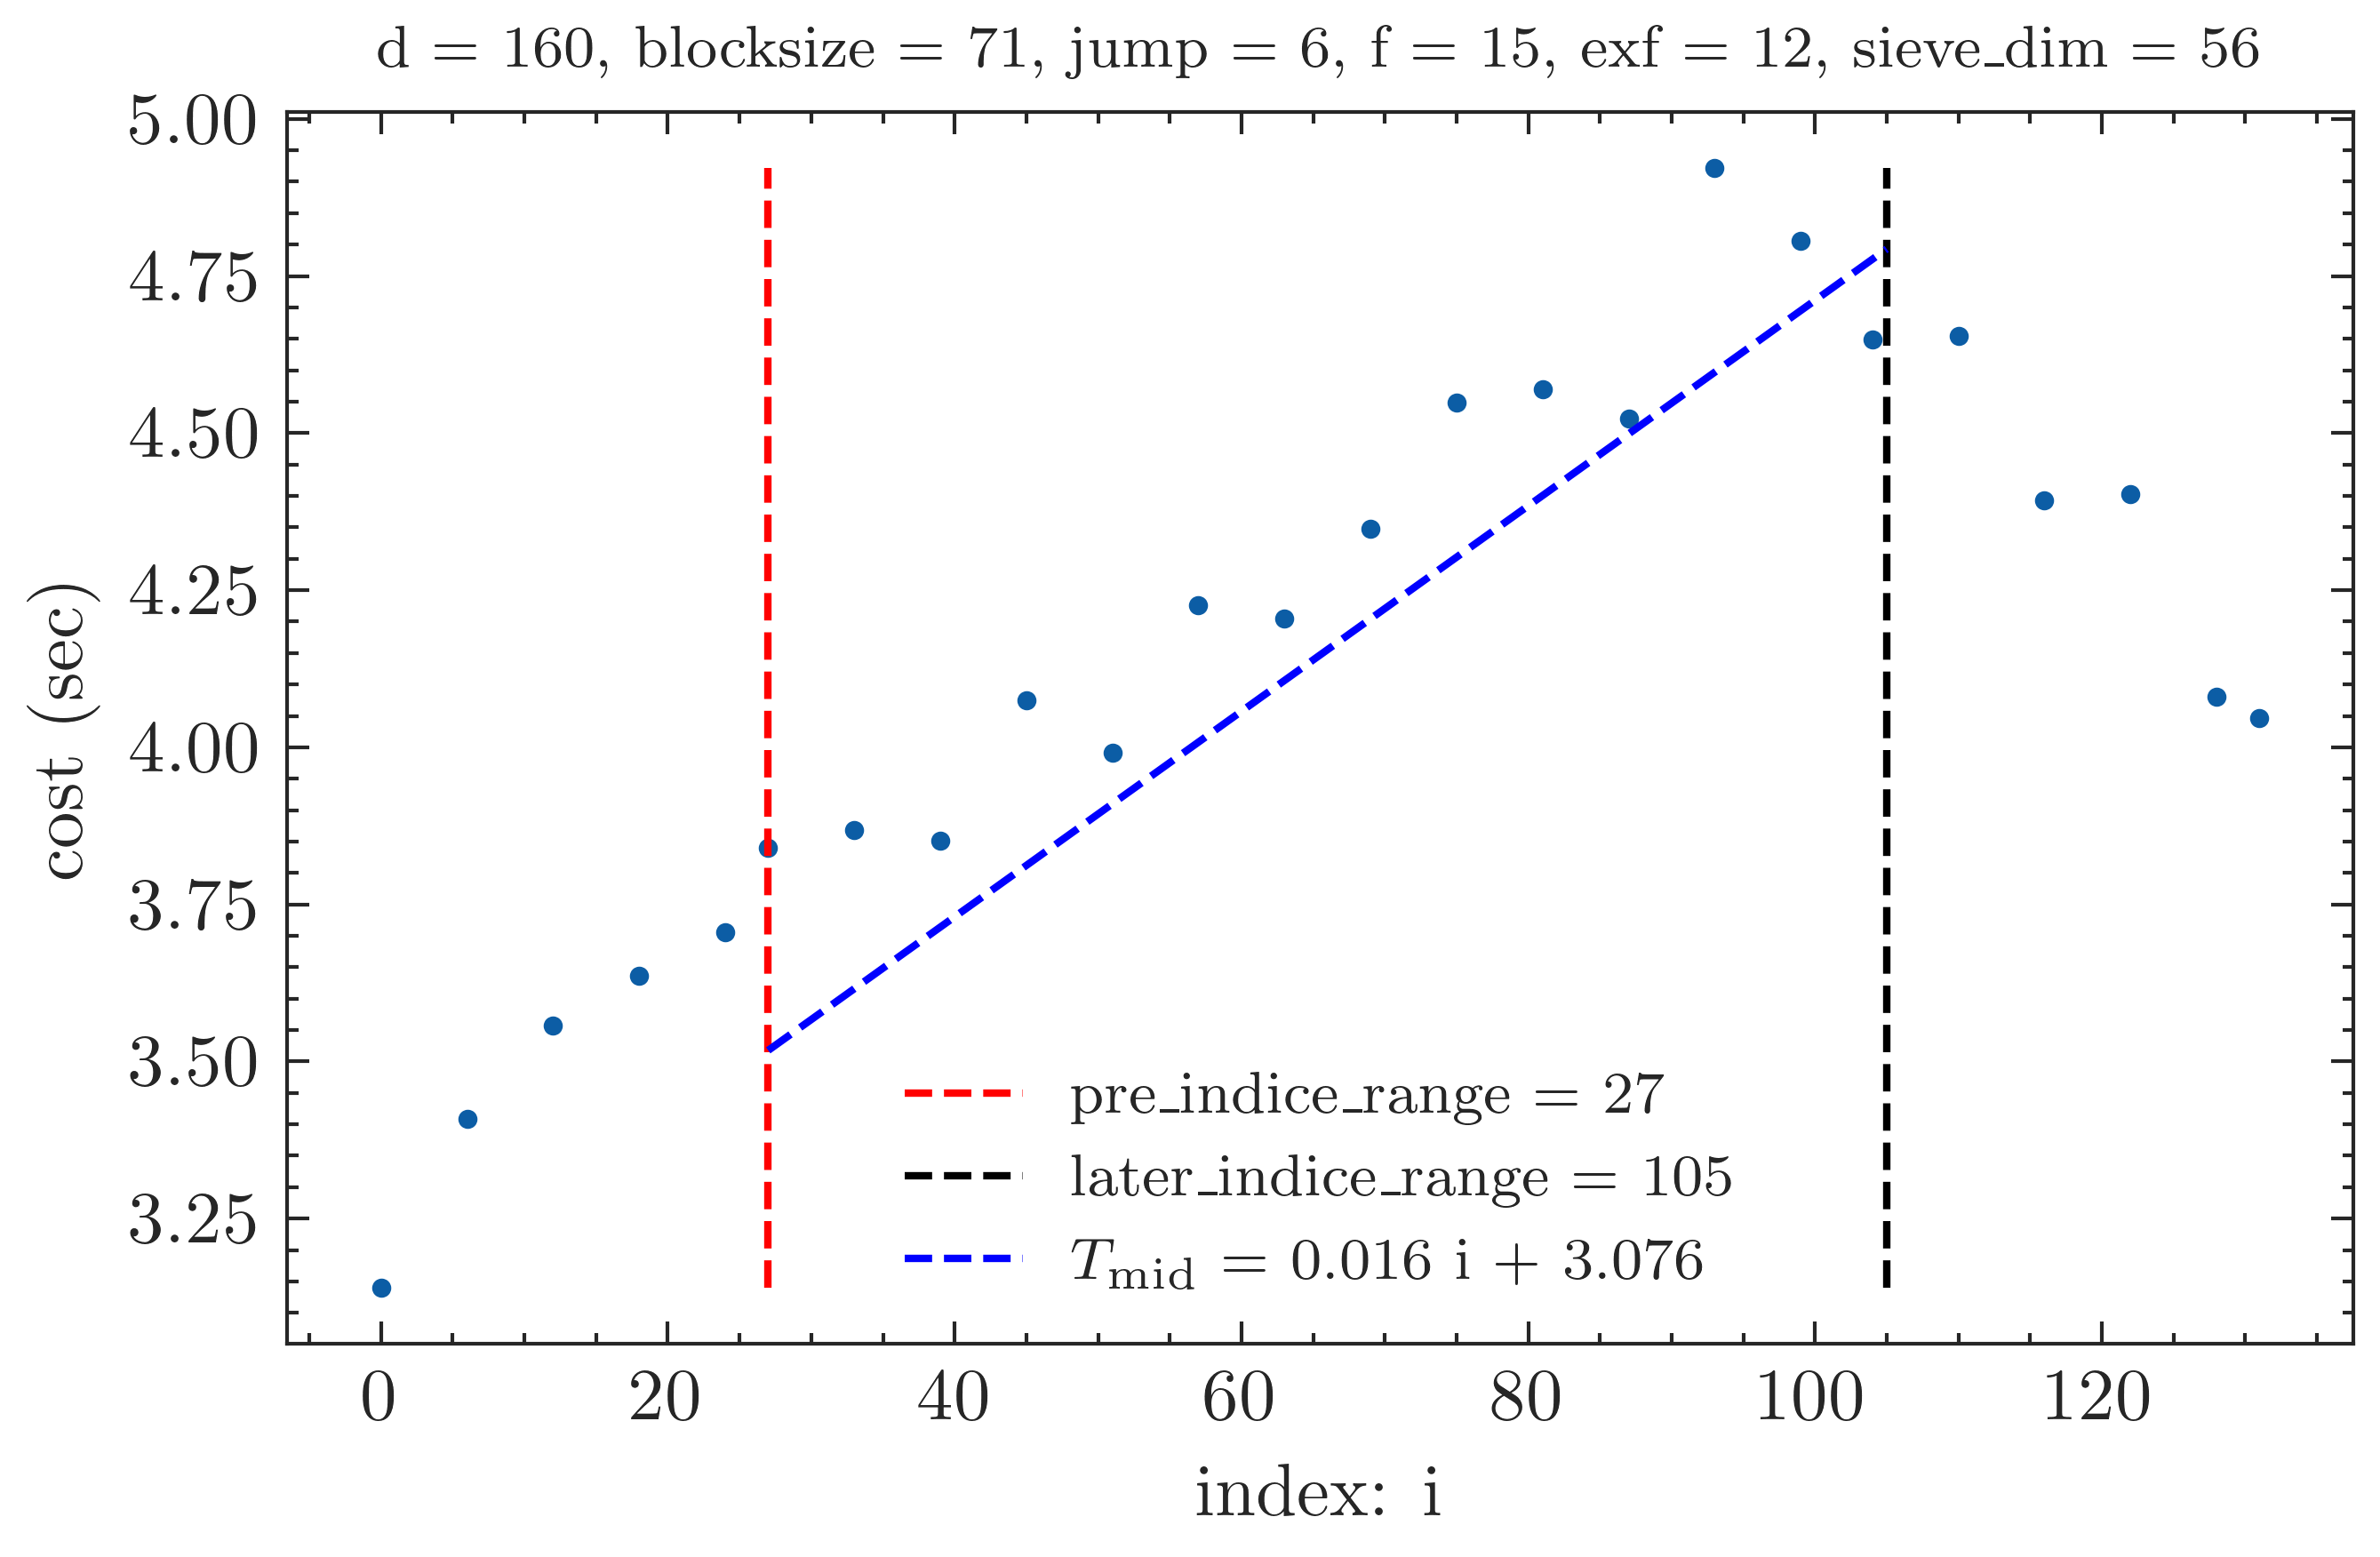 d = 160, blocksize = 71, jump = 6, f = 15, exf = 12, sieve_dim = 56
5.00
4.75
4.50
4.25
4.00
3.75
3.50
3.25
cost (sec)
pre_indice_range = 27
later_indice_range = 105
T_mid = 0.016 i + 3.076
0 20 40 60 80 100 120
index: i